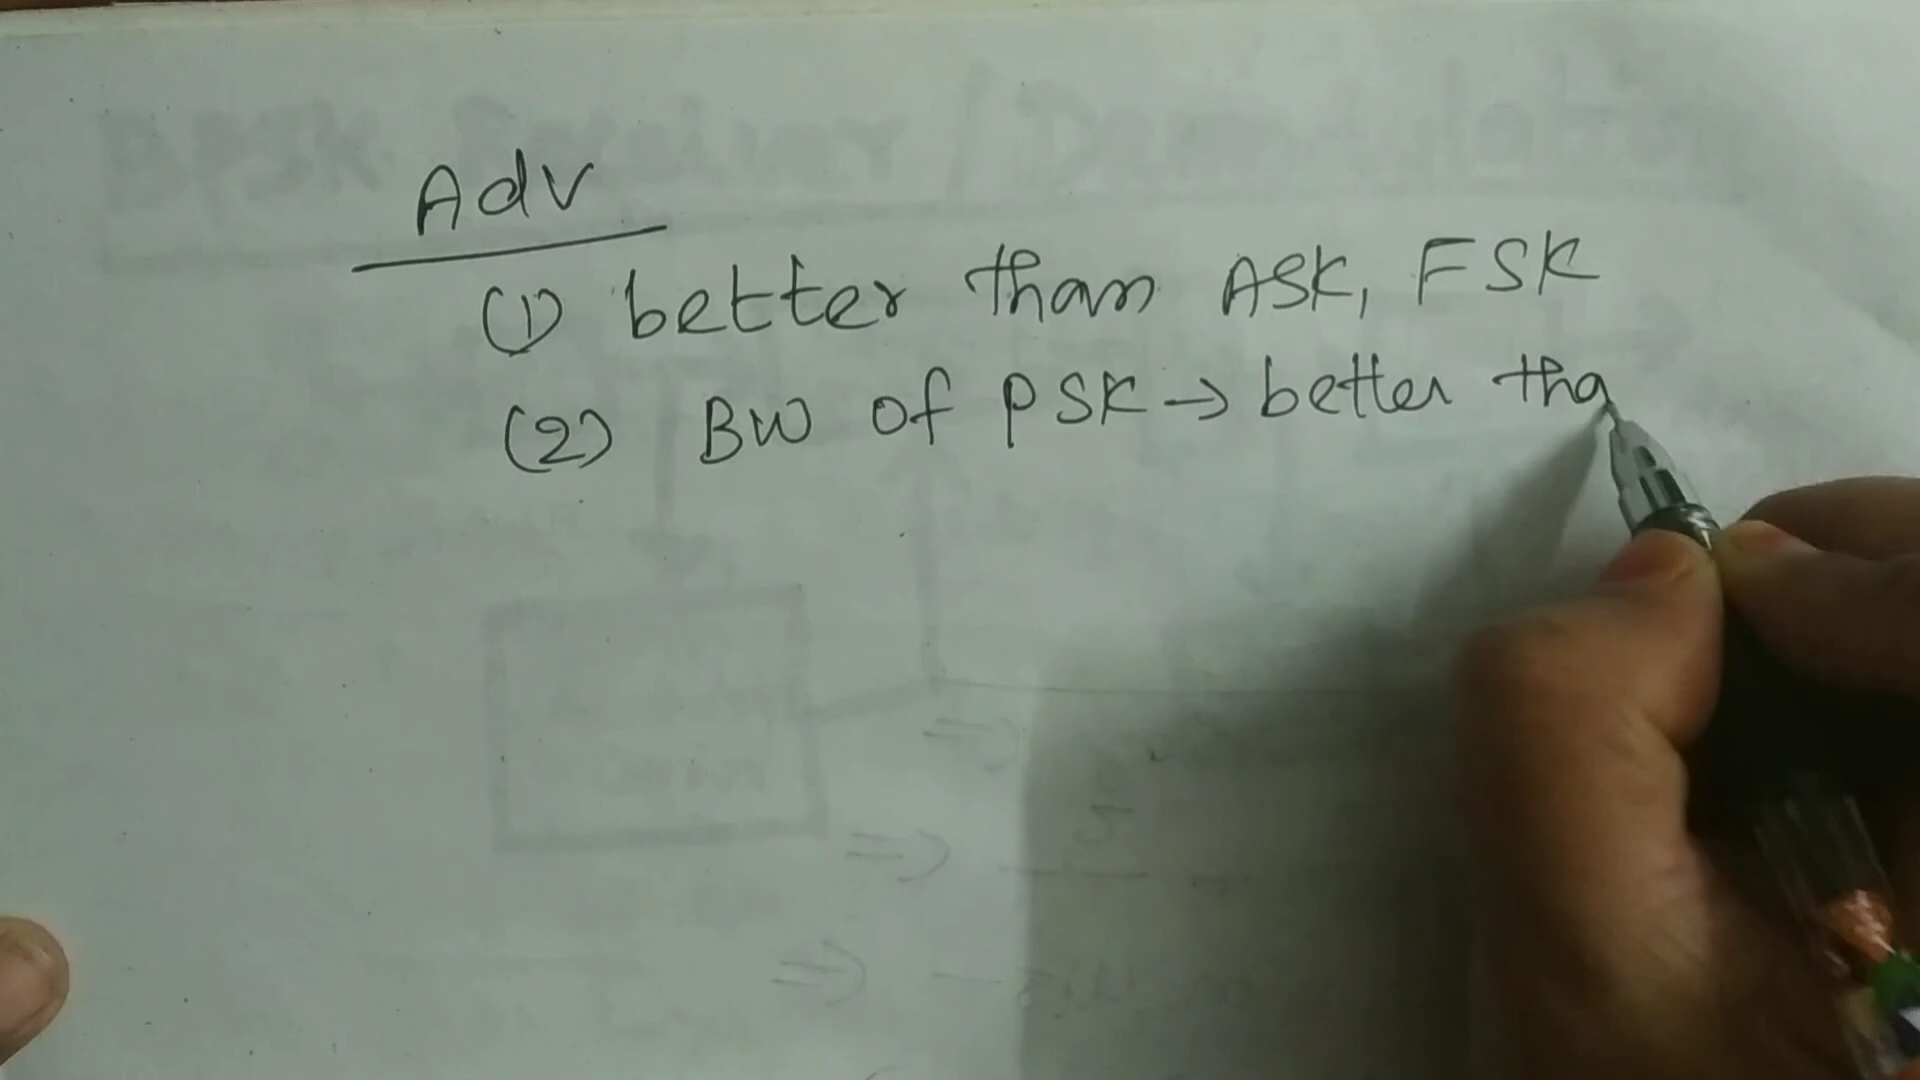 Adv
(1) better than ASK, FSK
(2) BW of PSK → better tha